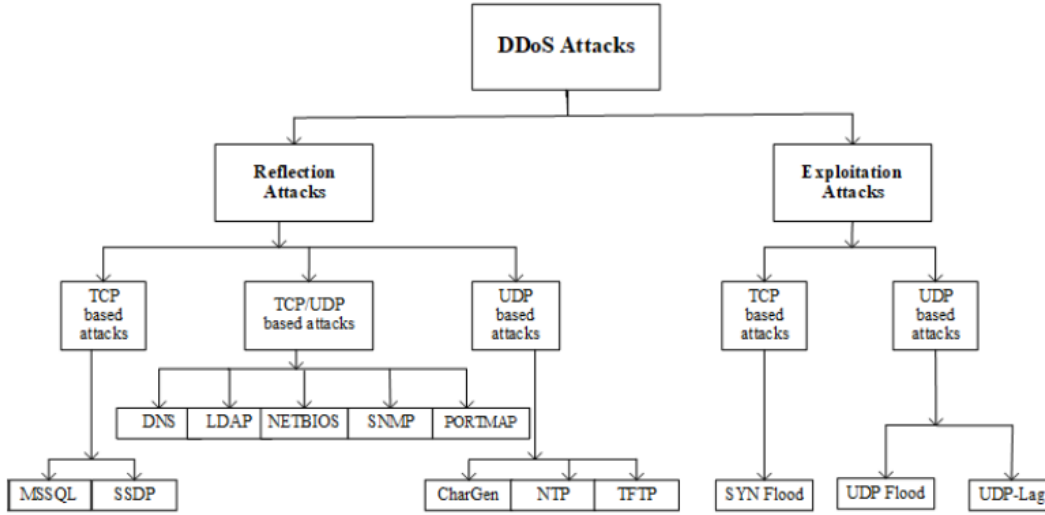 DDoS Attacks
Reflection
Attacks
Exploitation
Attacks
TCP
based
attacks
TCP/UDP
based attacks
UDP
based
attacks
TCP
based
attacks
UDP
based
attacks
DNS
LDAP
NETBIOS
SNMP
PORTMAP
MSSQL
SSDP
CharGen
NTP
TFTP
SYN Flood
UDP Flood
UDP-Lag